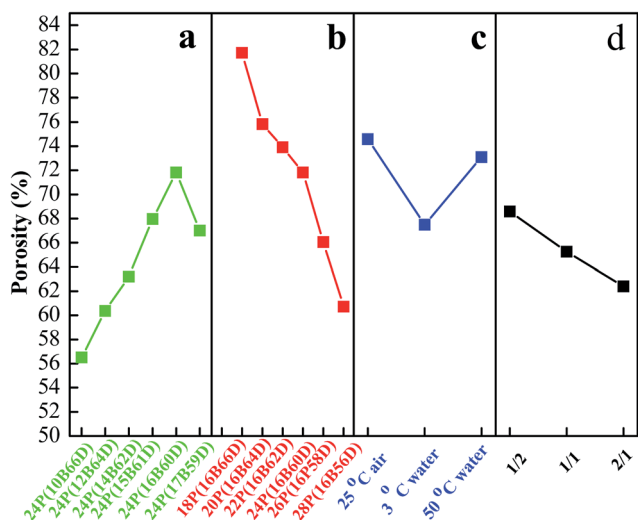 Porosity (%)
84
82
80
78
76
74
72
70
68
66
64
62
60
58
56
54
52
50
a
b
c
d
24P(10B66D)
24P(12B64D)
24P(14B62D)
24P(15B61D)
24P(16B60D)
24P(17B59D)
18P(16B66D)
20P(16B64D)
22P(16B62D)
24P(16B60D)
26P(16P58D)
28P(16B56D)
25 °C air
3 °C water
50 °C water
1/2
1/1
2/1